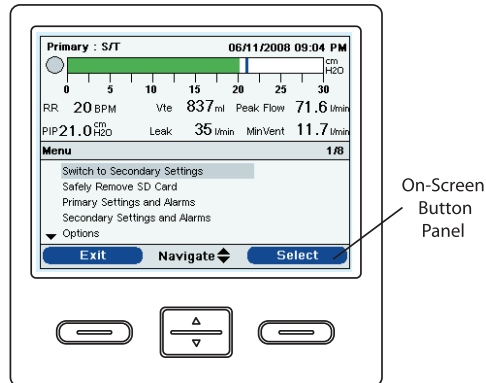 Primary : S/T 06/11/2008 09:04 PM
cm
H2O
0 5 10 15 20 25 30
RR 20 BPM Vte 837 ml Peak Flow 71.6 l/min
PIP 21.0 cm H2O Leak 35 l/min MinVent 11.7 l/min
Menu 1/8
Switch to Secondary Settings
Safely Remove SD Card
Primary Settings and Alarms
Secondary Settings and Alarms
Options
Exit Navigate Select
On-Screen
Button
Panel